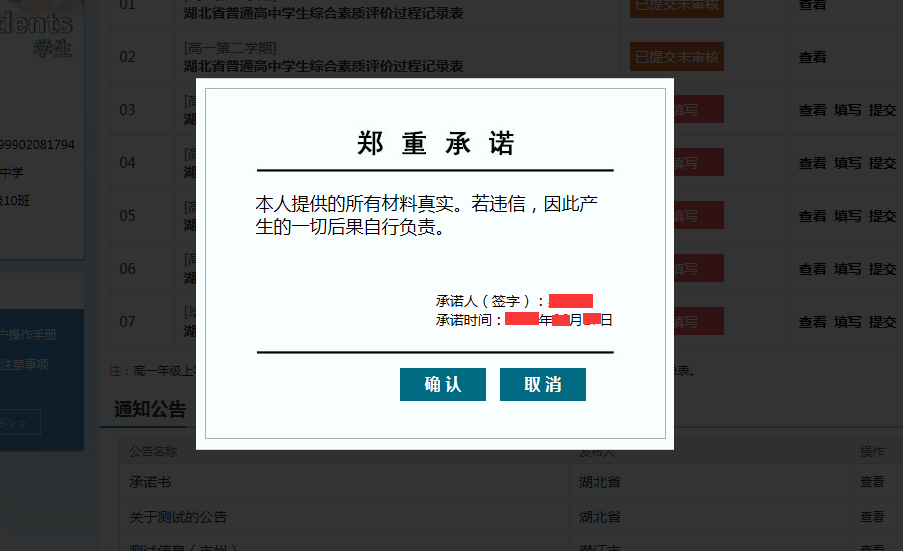 dents
学生
99902081794
中学
级10班
户操作手册
注意事项
01
湖北省普通高中学生综合素质评价过程记录表
已提交未审核
查看
02
[高一第二学期]
湖北省普通高中学生综合素质评价过程记录表
已提交未审核
查看
03
[高
湖
填写
查看 填写 提交
04
[高
湖
填写
查看 填写 提交
05
[高
湖
填写
查看 填写 提交
06
[高
湖
填写
查看 填写 提交
07
湖
填写
查看 填写 提交
注：高一年级上
录表。
郑重承诺
本人提供的所有材料真实。若违信，因此产
生的一切后果自行负责。
承诺人（签字）：
承诺时间： 年 月 日
确认 取消
通知公告
公告名称 发布人 操作
承诺书 湖北省 查看
关于测试的公告 湖北省 查看
测试信息（市州） 潜江市 查看